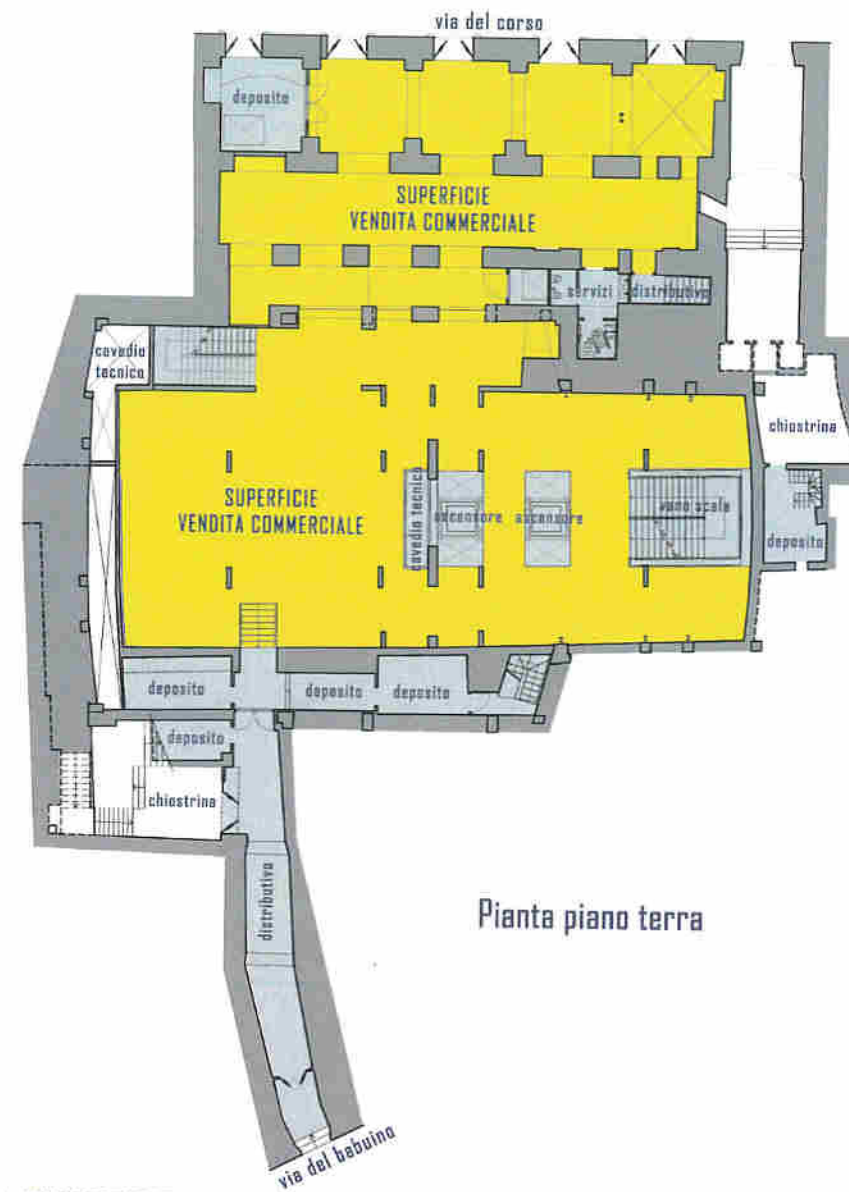 via del corso
deposito
SUPERFICIE
VENDITA COMMERCIALE
servizi
distributivo
cavedio
tecnico
chiostrina
SUPERFICIE
VENDITA COMMERCIALE
cavedio tecnico
ascensore
ascensore
vano scale
deposito
deposito
deposito
deposito
deposito
chiostrina
distributivo
Pianta piano terra
via del babuino